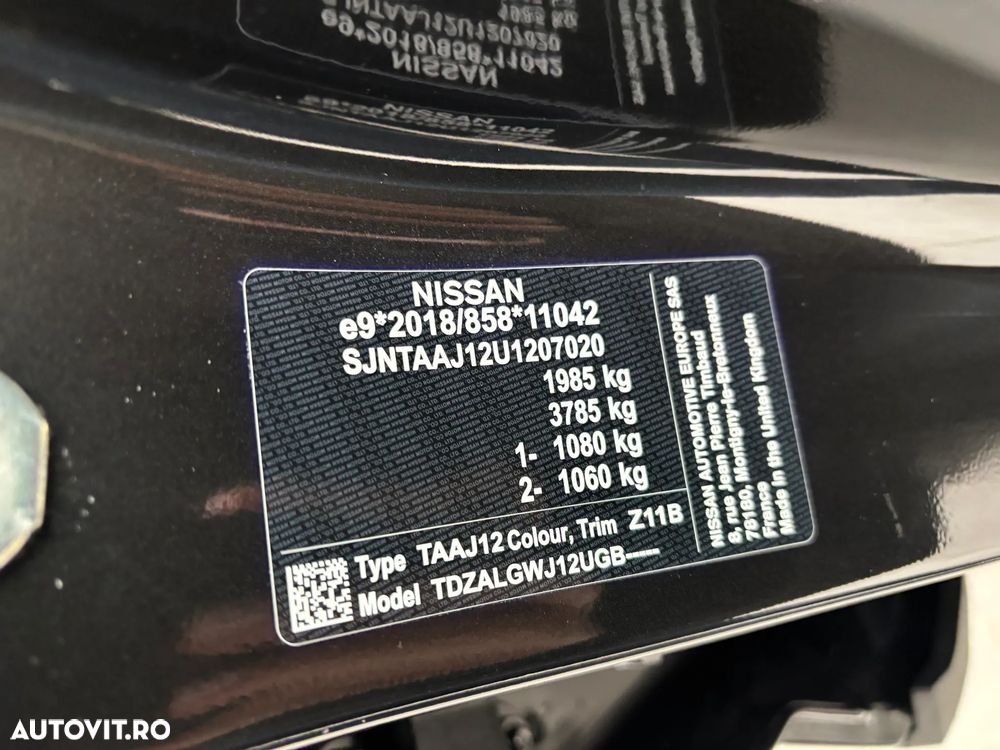 NISSAN
e9*2018/858*11042
SJNTAAJ12U1207020
1985 kg
3785 kg
1- 1080 kg
2- 1060 kg
Type TAAJ12 Colour, Trim Z11B
Model TDZALGWJ12UGB-----
NISSAN AUTOMOTIVE EUROPE SAS
8, rue Jean Pierre Timbaud
78180, Montigny-le-Bretonneux
France
Made in the United Kingdom
AUTOVIT.RO